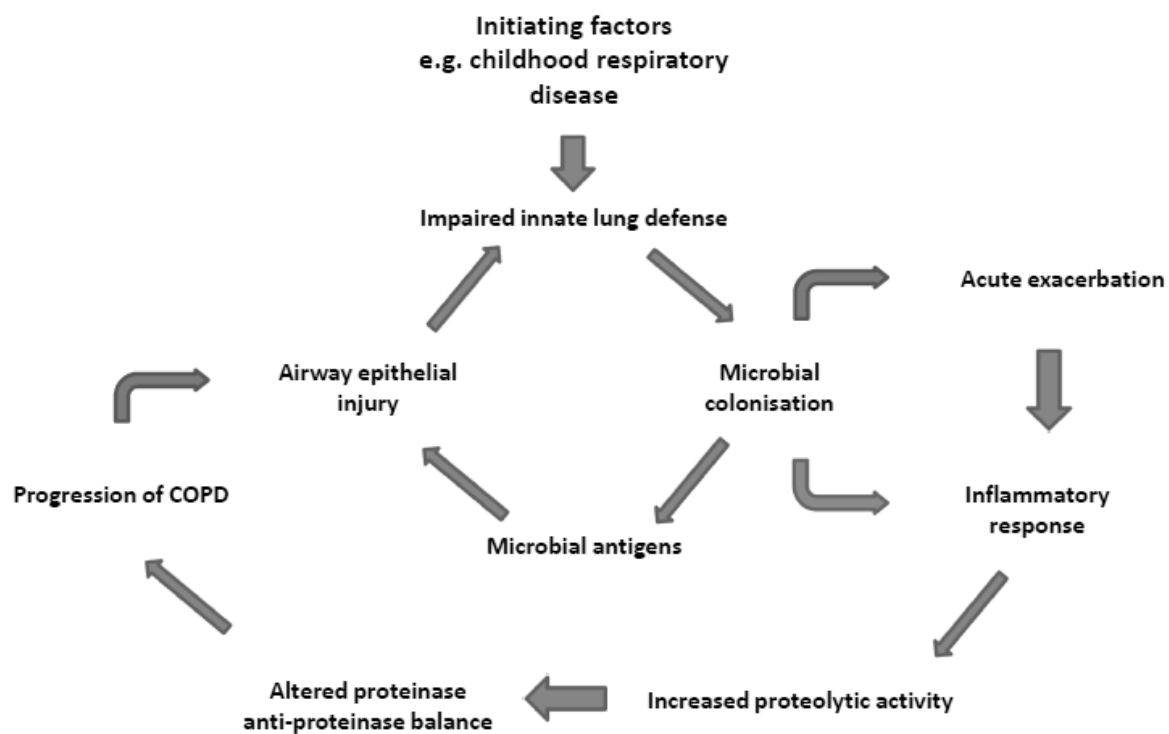 Initiating factors
e.g. childhood respiratory
disease
Impaired innate lung defense
Acute exacerbation
Airway epithelial
injury
Microbial
colonisation
Progression of COPD
Inflammatory
response
Microbial antigens
Altered proteinase
anti-proteinase balance
Increased proteolytic activity